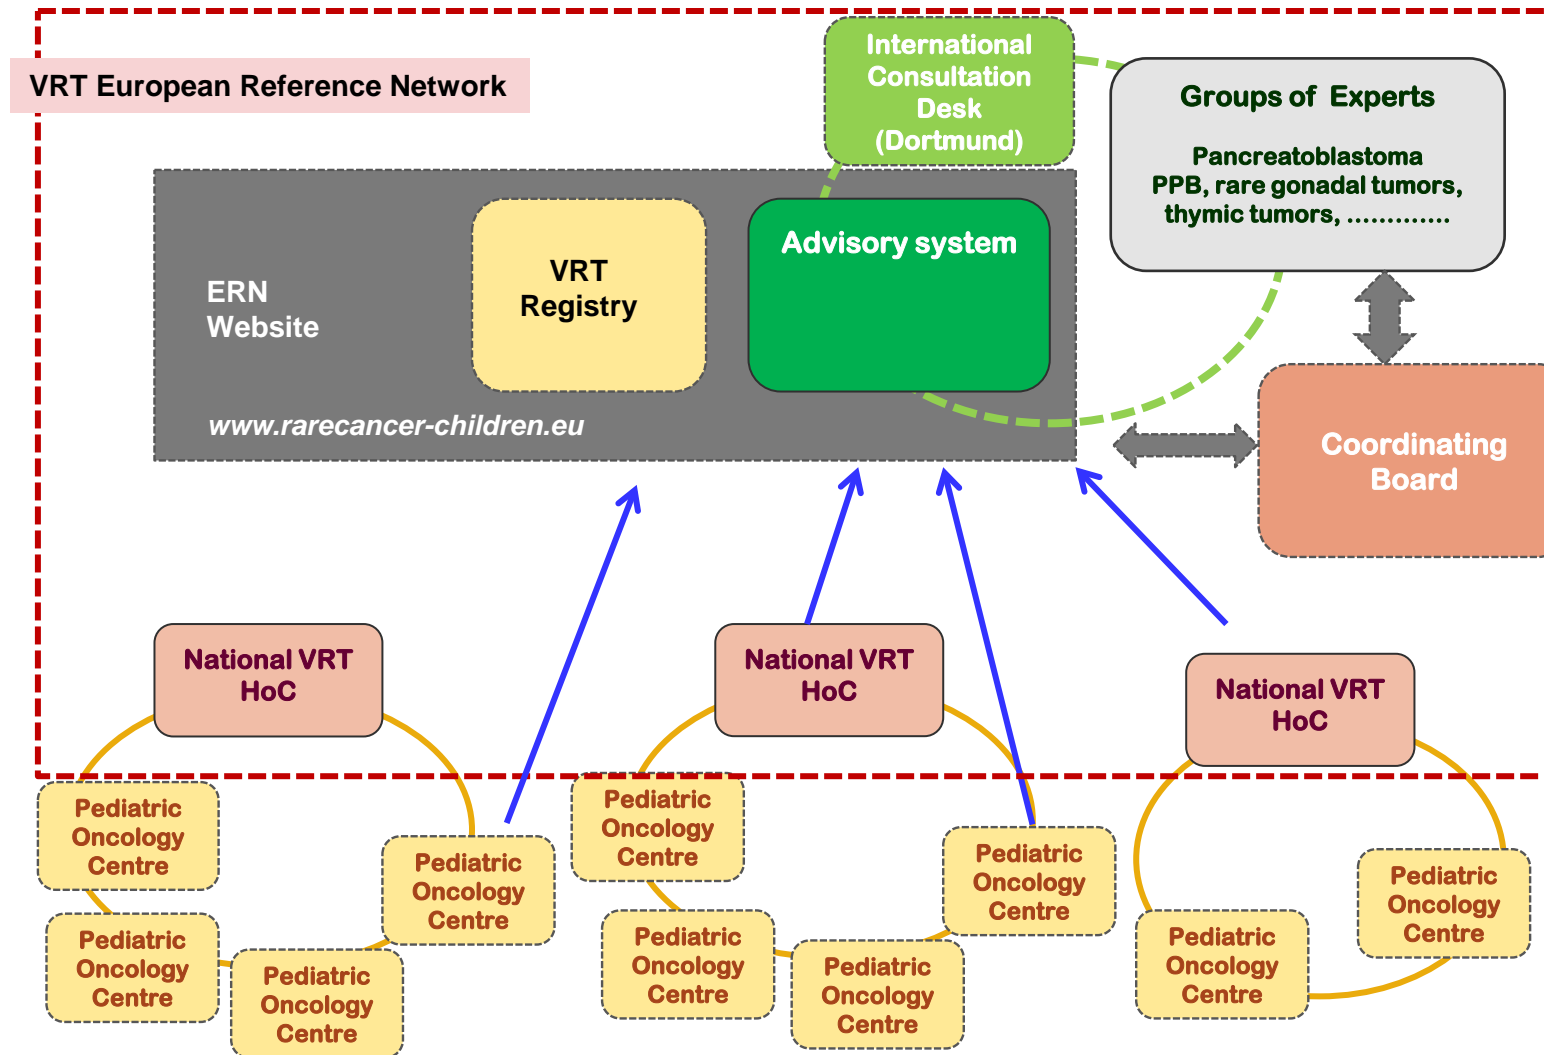 VRT European Reference Network
International
Consultation
Desk
(Dortmund)
Groups of  Experts
Pancreatoblastoma
PPB, rare gonadal tumors,
thymic tumors, ………….
ERN
Website
VRT
Registry
Advisory system
www.rarecancer-children.eu
Coordinating
Board
National VRT
HoC
National VRT
HoC
National VRT
HoC
Pediatric
Oncology
Centre
Pediatric
Oncology
Centre
Pediatric
Oncology
Centre
Pediatric
Oncology
Centre
Pediatric
Oncology
Centre
Pediatric
Oncology
Centre
Pediatric
Oncology
Centre
Pediatric
Oncology
Centre
Pediatric
Oncology
Centre
Pediatric
Oncology
Centre